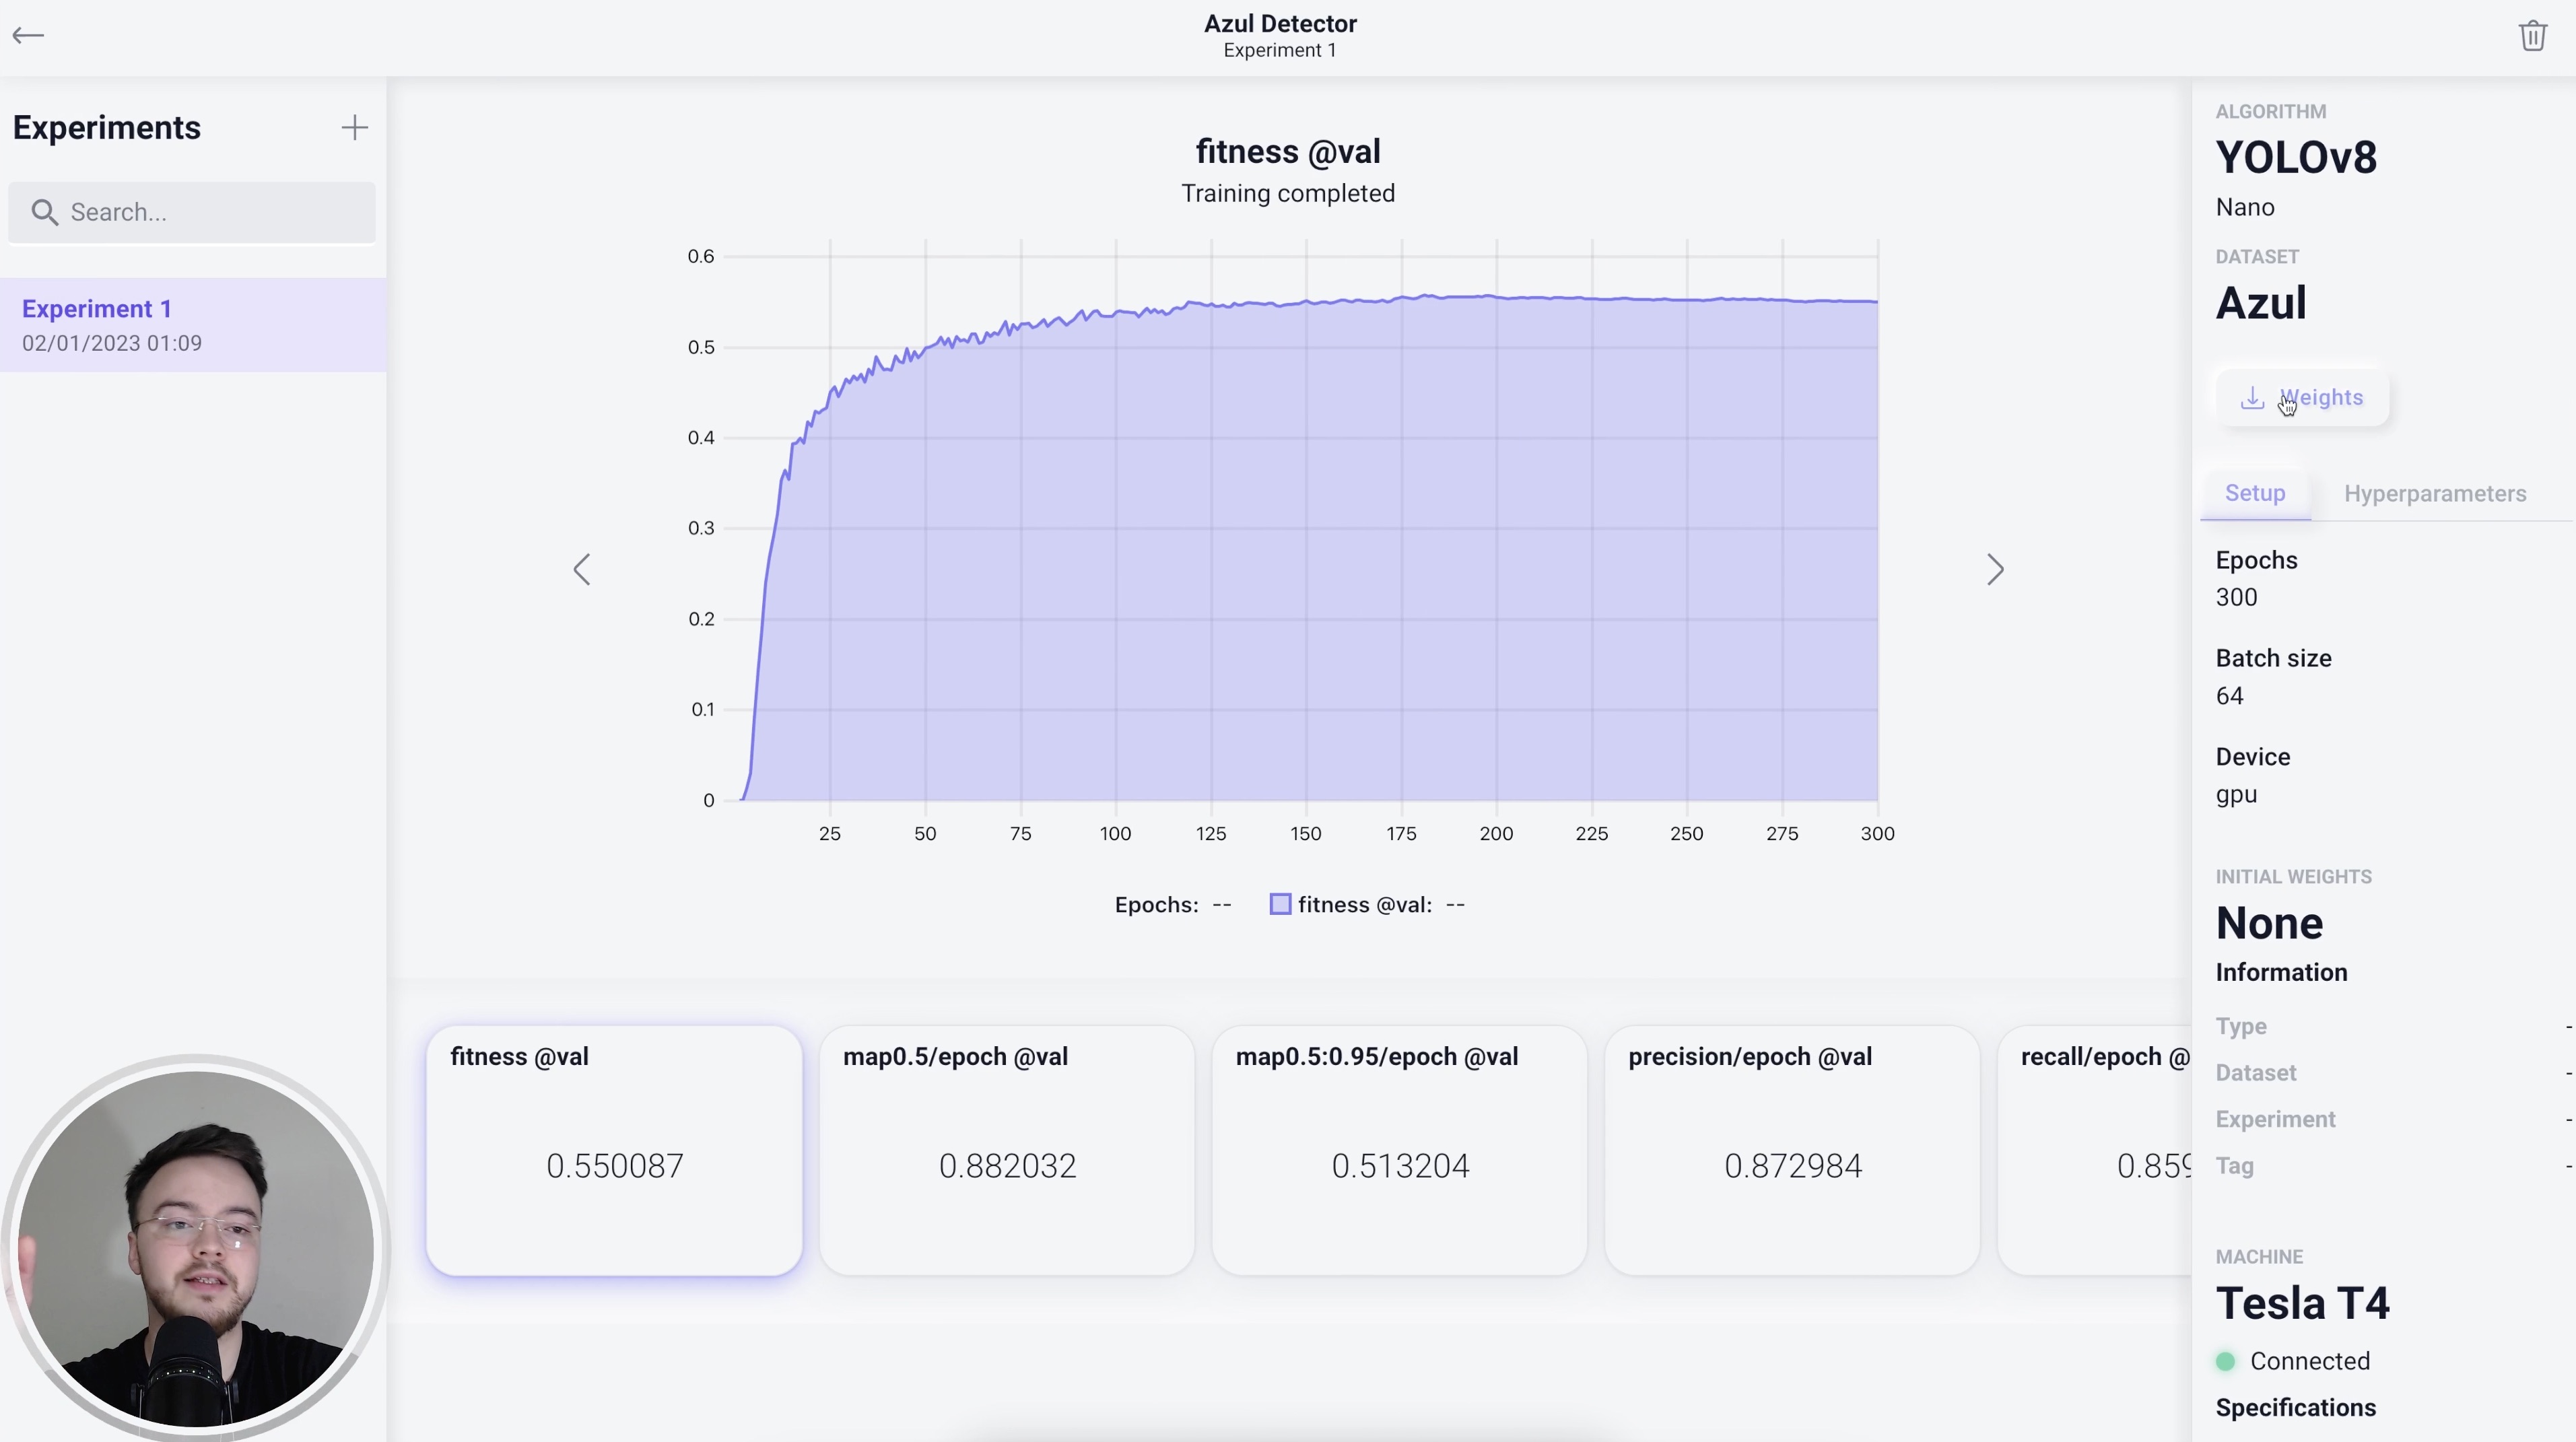 Azul Detector
Experiment 1
Experiments
Search...
Experiment 1
02/01/2023 01:09
fitness @val
Training completed
0.6
0.5
0.4
0.3
0.2
0.1
0
25 50 75 100 125 150 175 200 225 250 275 300
Epochs: -- fitness @val: --
fitness @val
0.550087
map0.5/epoch @val
0.882032
map0.5:0.95/epoch @val
0.513204
precision/epoch @val
0.872984
recall/epoch @
0.859
ALGORITHM
YOLOv8
Nano
DATASET
Azul
Weights
Setup Hyperparameters
Epochs
300
Batch size
64
Device
gpu
INITIAL WEIGHTS
None
Information
Type -
Dataset -
Experiment -
Tag -
MACHINE
Tesla T4
Connected
Specifications